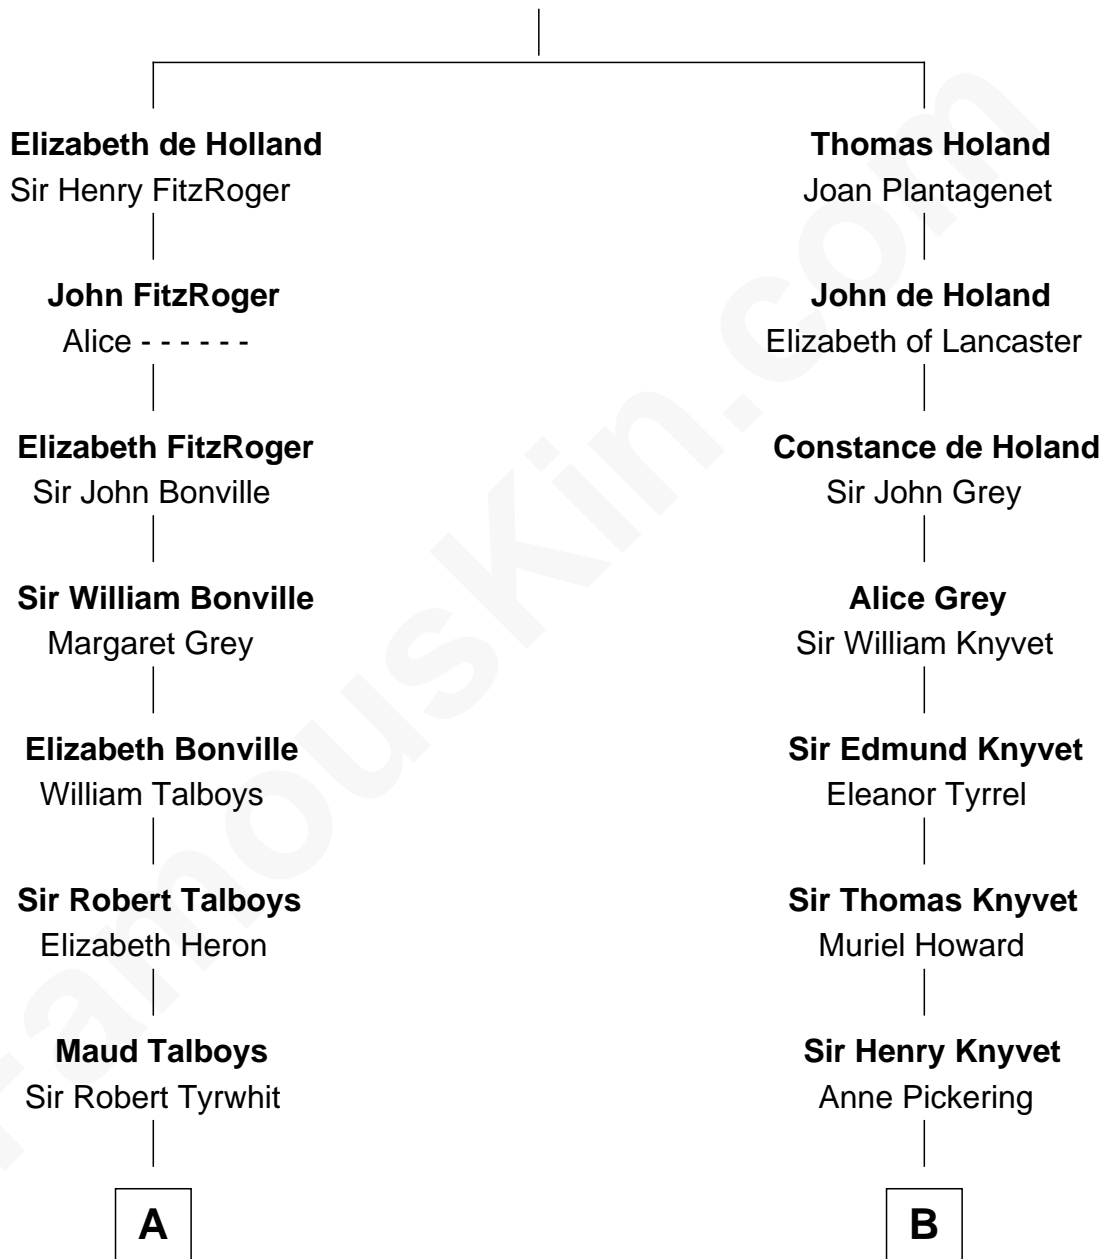 Elizabeth de Holland
Sir Henry FitzRoger
John FitzRoger
Alice - - - - - -
Elizabeth FitzRoger
Sir John Bonville
Sir William Bonville
Margaret Grey
Elizabeth Bonville
William Talboys
Sir Robert Talboys
Elizabeth Heron
Maud Talboys
Sir Robert Tyrwhit
A
Thomas Holand
Joan Plantagenet
John de Holand
Elizabeth of Lancaster
Constance de Holand
Sir John Grey
Alice Grey
Sir William Knyvet
Sir Edmund Knyvet
Eleanor Tyrrel
Sir Thomas Knyvet
Muriel Howard
Sir Henry Knyvet
Anne Pickering
B
FamousKin.com